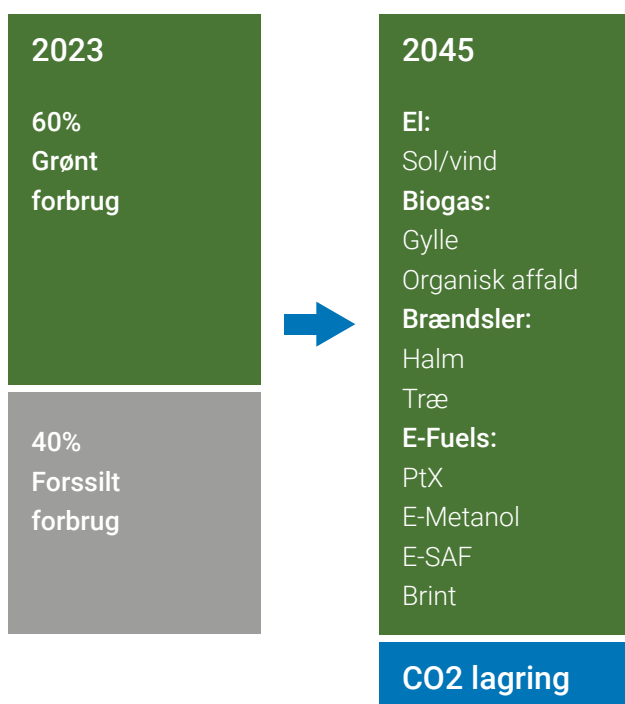 2023
60%
Grønt
forbrug
40%
Forssilt
forbrug
2045
El:
Sol/vind
Biogas:
Gylle
Organisk affald
Brændsler:
Halm
Træ
E-Fuels:
PtX
E-Metanol
E-SAF
Brint
CO2 lagring